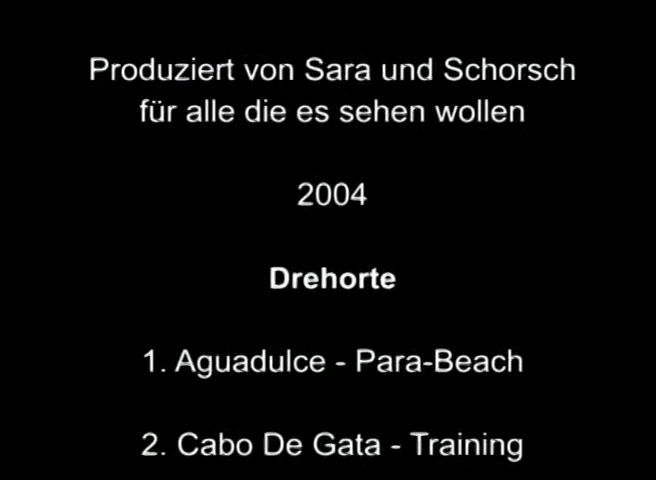 Produziert von Sara und Schorsch
für alle die es sehen wollen
2004
Drehorte
1. Aguadulce - Para-Beach
2. Cabo De Gata - Training